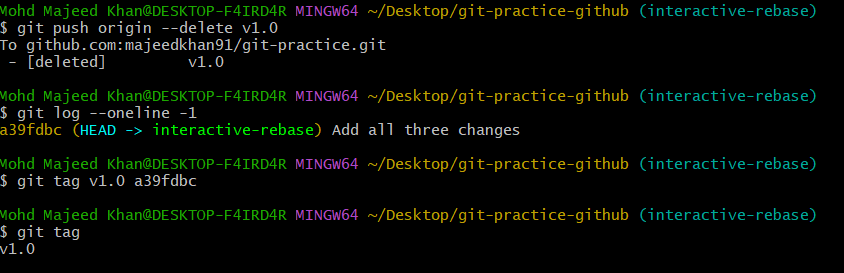 Mohd Majeed Khan@DESKTOP-F4IRD4R MINGW64 ~/Desktop/git-practice-github (interactive-rebase)
$ git push origin --delete v1.0
To github.com:majeedkhan91/git-practice.git
 - [deleted]         v1.0

Mohd Majeed Khan@DESKTOP-F4IRD4R MINGW64 ~/Desktop/git-practice-github (interactive-rebase)
$ git log --oneline -1
a39fdbc (HEAD -> interactive-rebase) Add all three changes

Mohd Majeed Khan@DESKTOP-F4IRD4R MINGW64 ~/Desktop/git-practice-github (interactive-rebase)
$ git tag v1.0 a39fdbc

Mohd Majeed Khan@DESKTOP-F4IRD4R MINGW64 ~/Desktop/git-practice-github (interactive-rebase)
$ git tag
v1.0